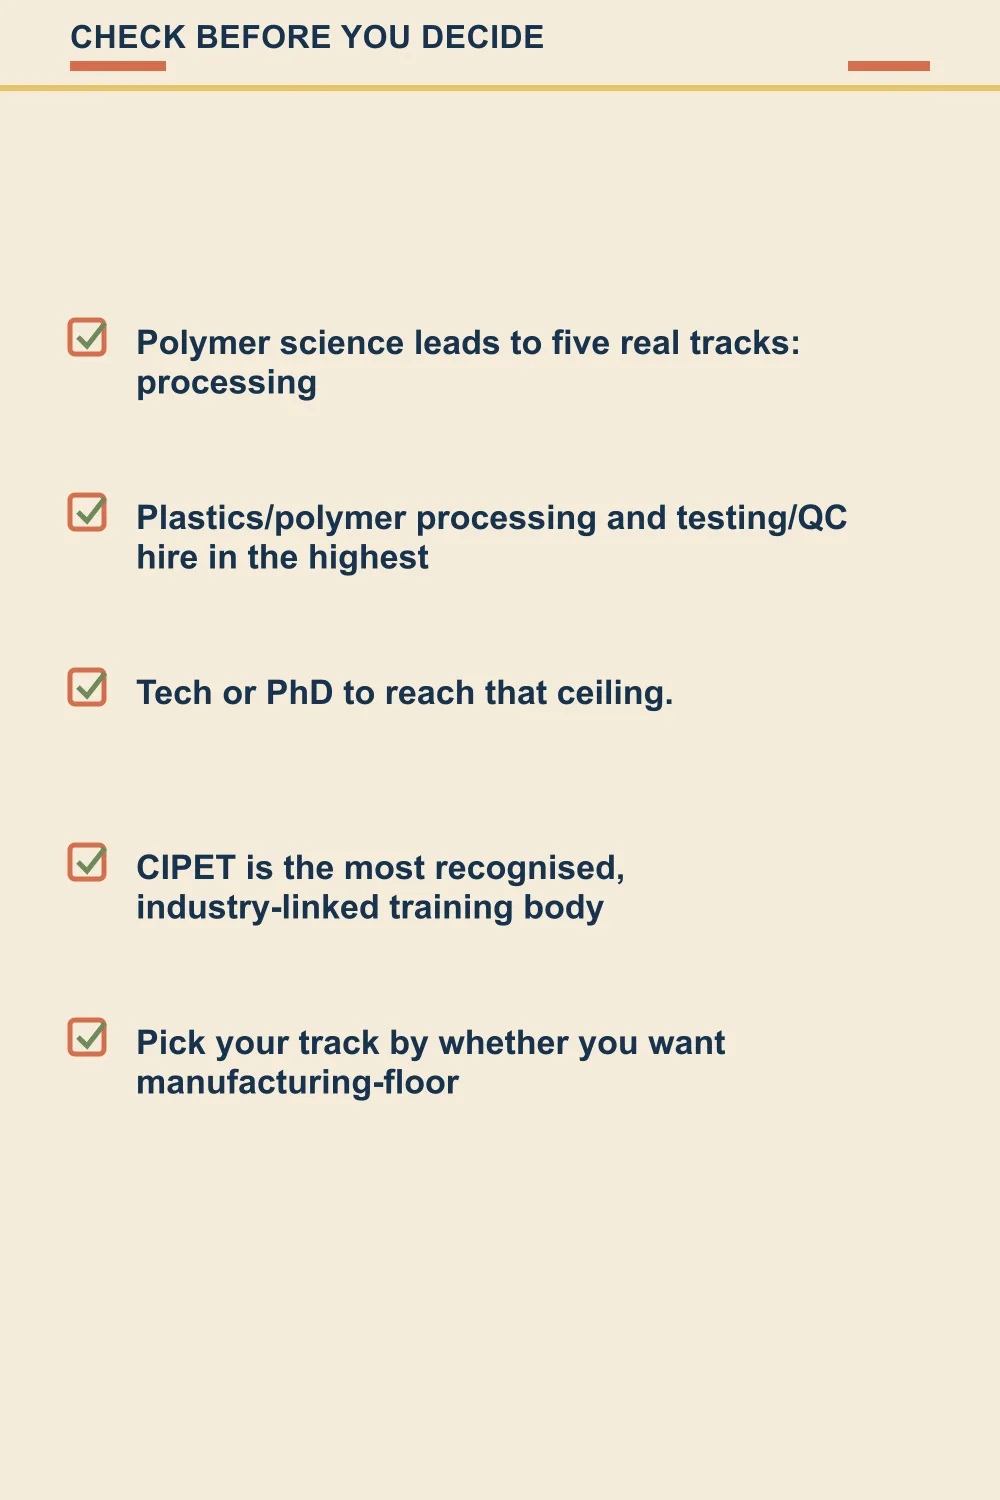 CHECK BEFORE YOU DECIDE
Polymer science leads to five real tracks:
processing
Plastics/polymer processing and testing/QC
hire in the highest
Tech or PhD to reach that ceiling.
CIPET is the most recognised,
industry-linked training body
Pick your track by whether you want
manufacturing-floor